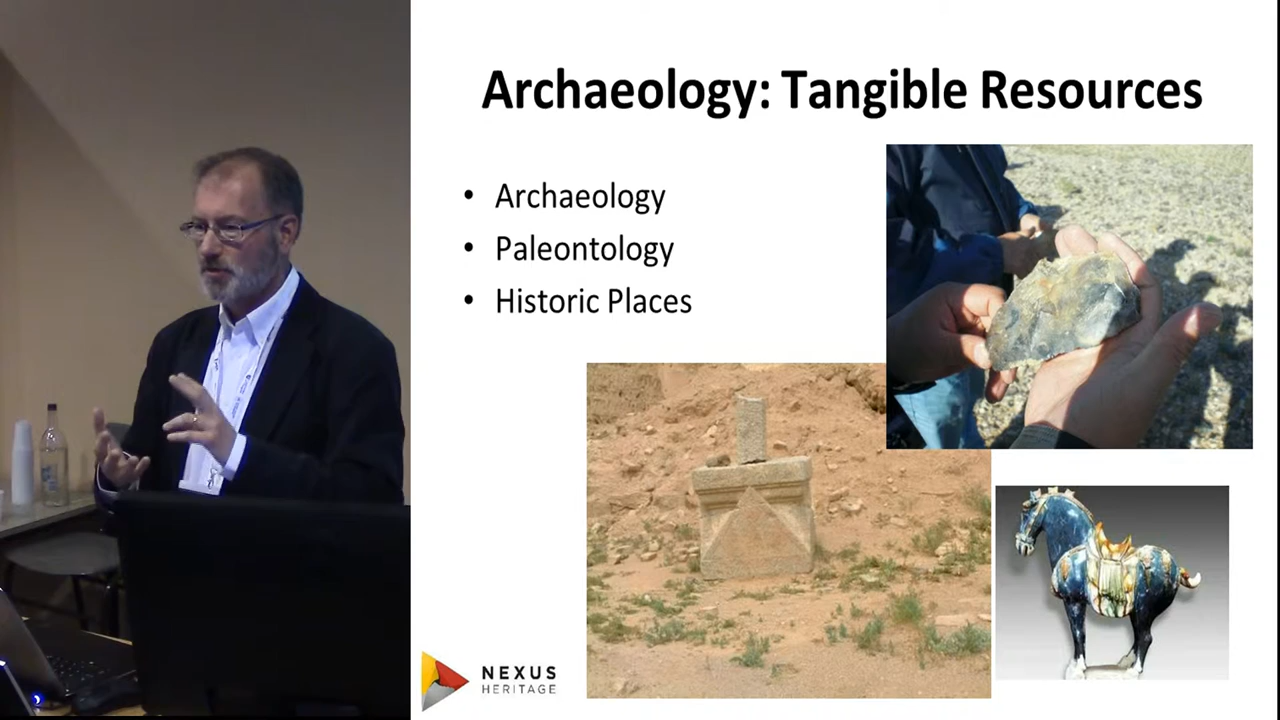 Archaeology: Tangible Resources
• Archaeology
• Paleontology
• Historic Places
NEXUS
HERITAGE